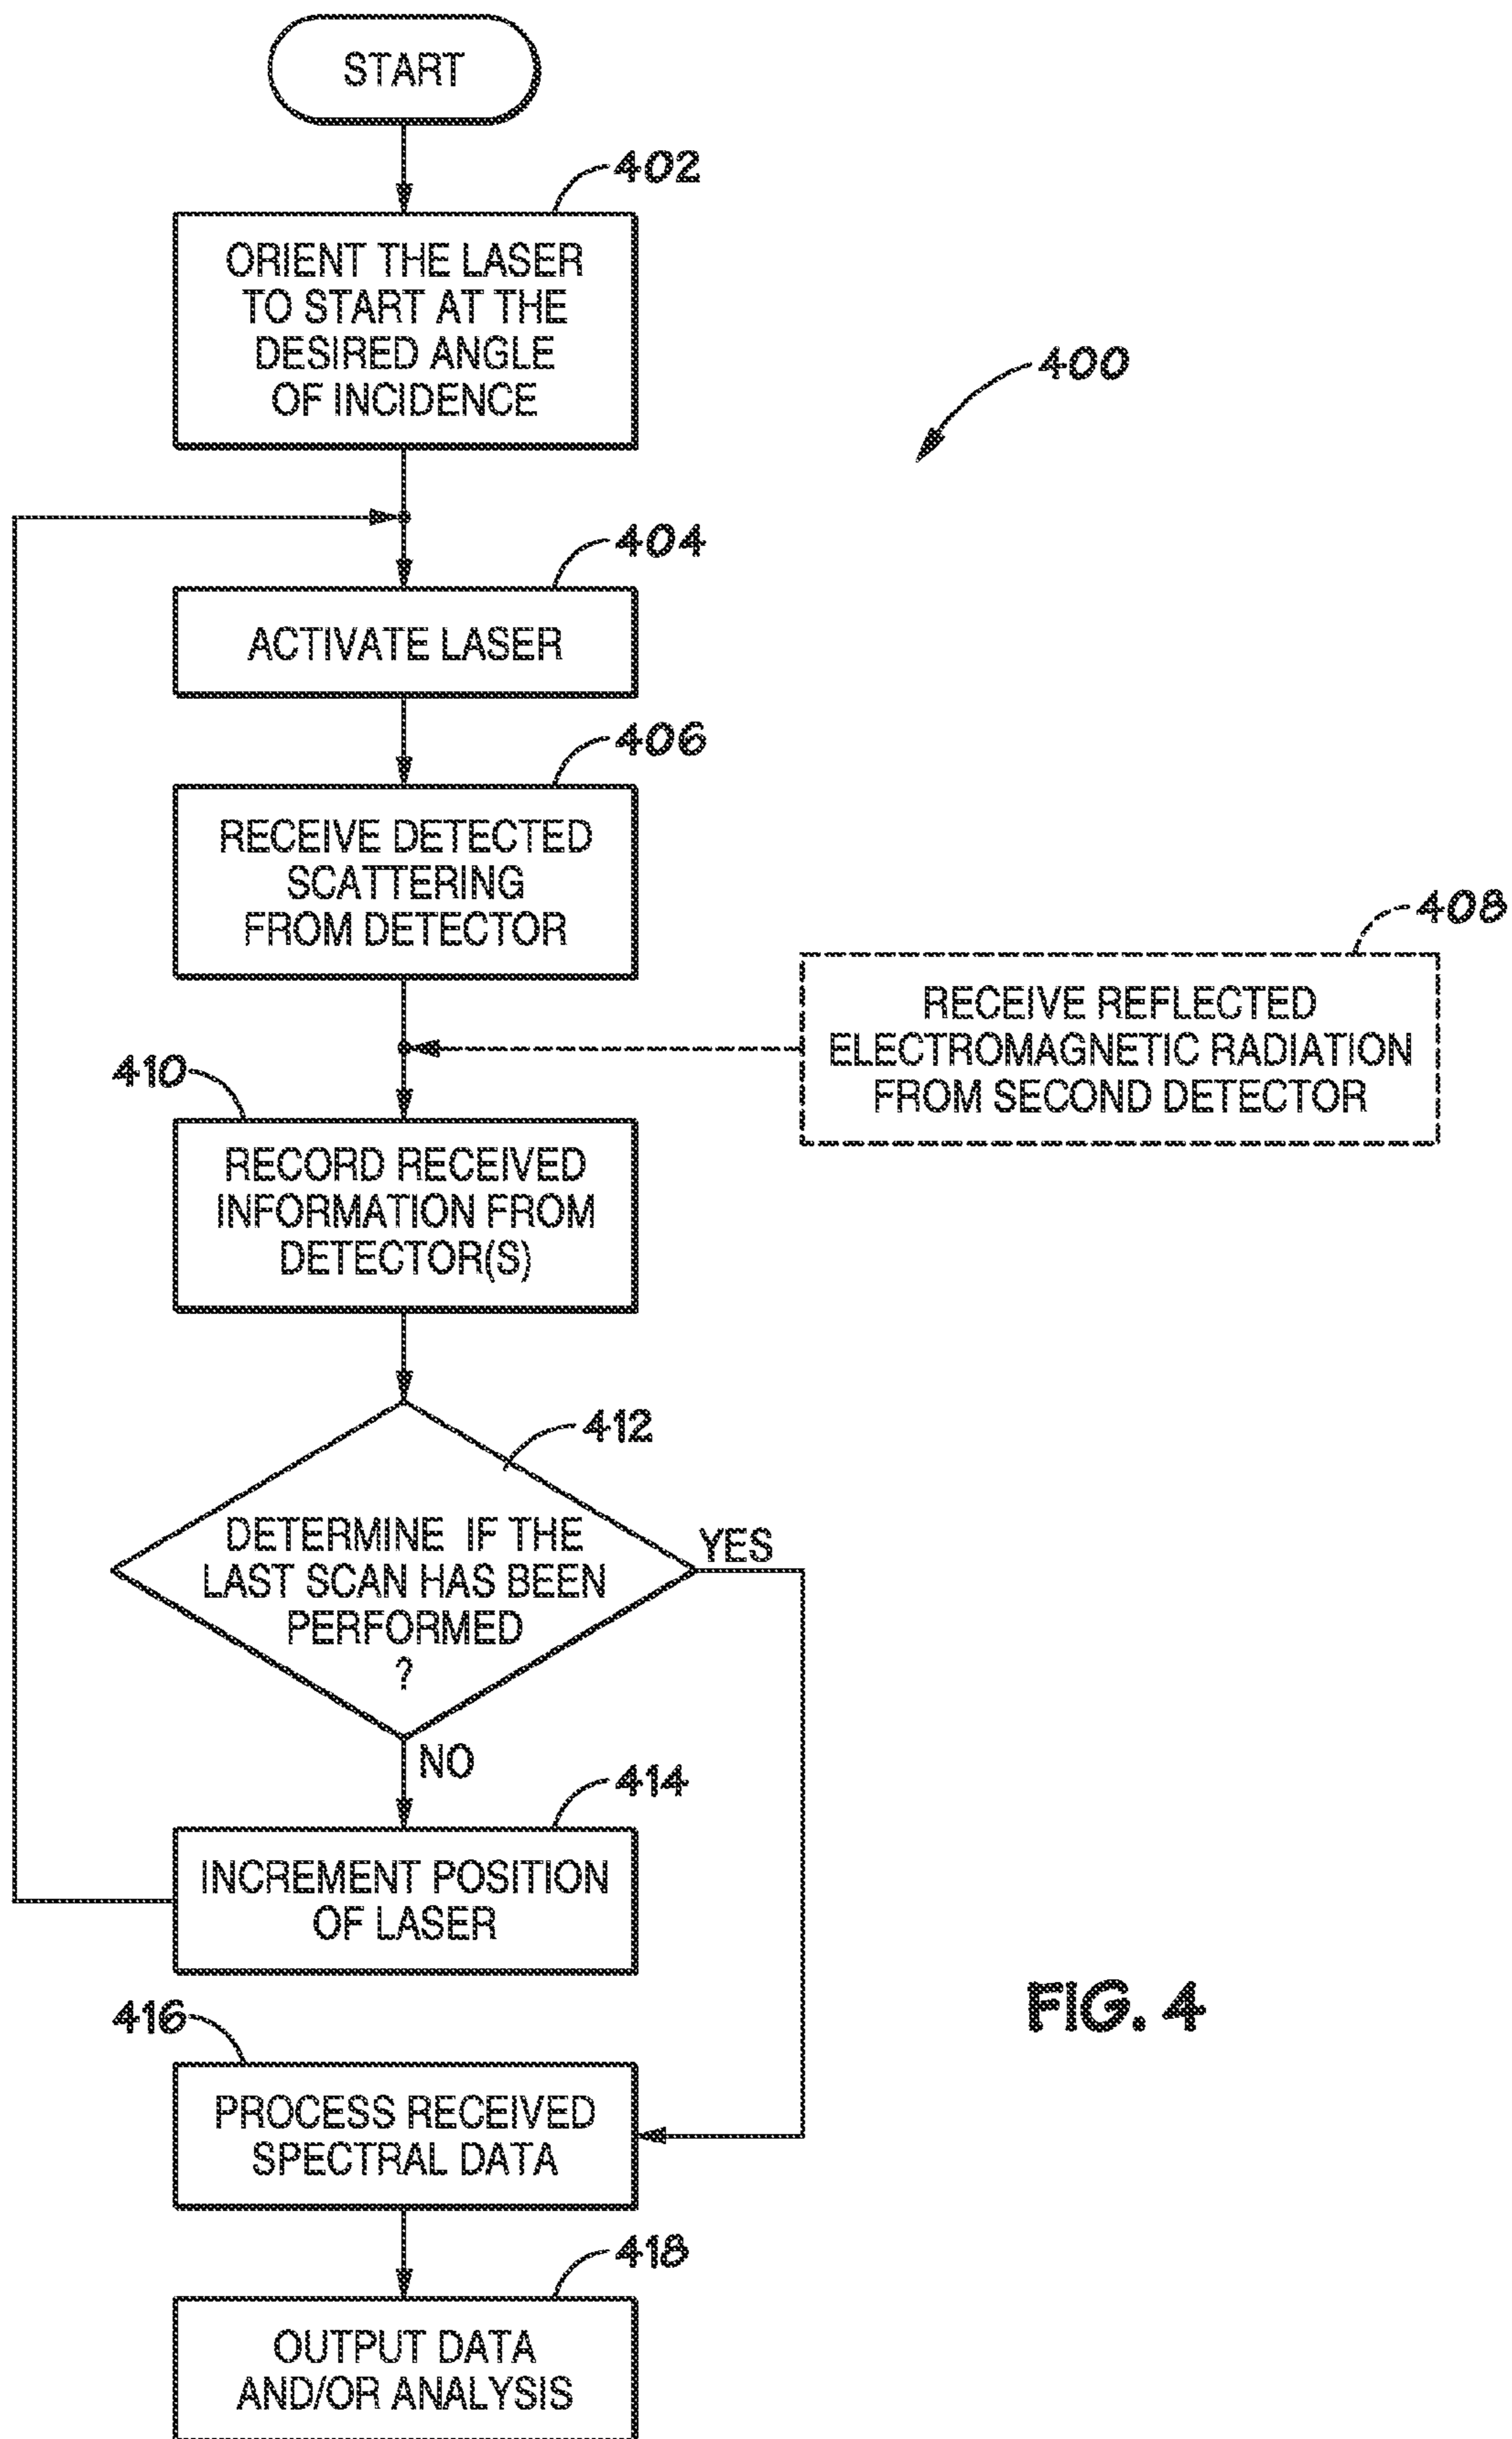 START
402
ORIENT THE LASER
TO START AT THE
DESIRED ANGLE
OF INCIDENCE
400
404
ACTIVATE LASER
406
RECEIVE DETECTED
SCATTERING
FROM DETECTOR
408
RECEIVE REFLECTED
ELECTROMAGNETIC RADIATION
FROM SECOND DETECTOR
410
RECORD RECEIVED
INFORMATION FROM
DETECTOR(S)
412
DETERMINE IF THE
LAST SCAN HAS BEEN
PERFORMED
?
YES
NO
414
INCREMENT POSITION
OF LASER
416
PROCESS RECEIVED
SPECTRAL DATA
418
OUTPUT DATA
AND/OR ANALYSIS
FIG. 4